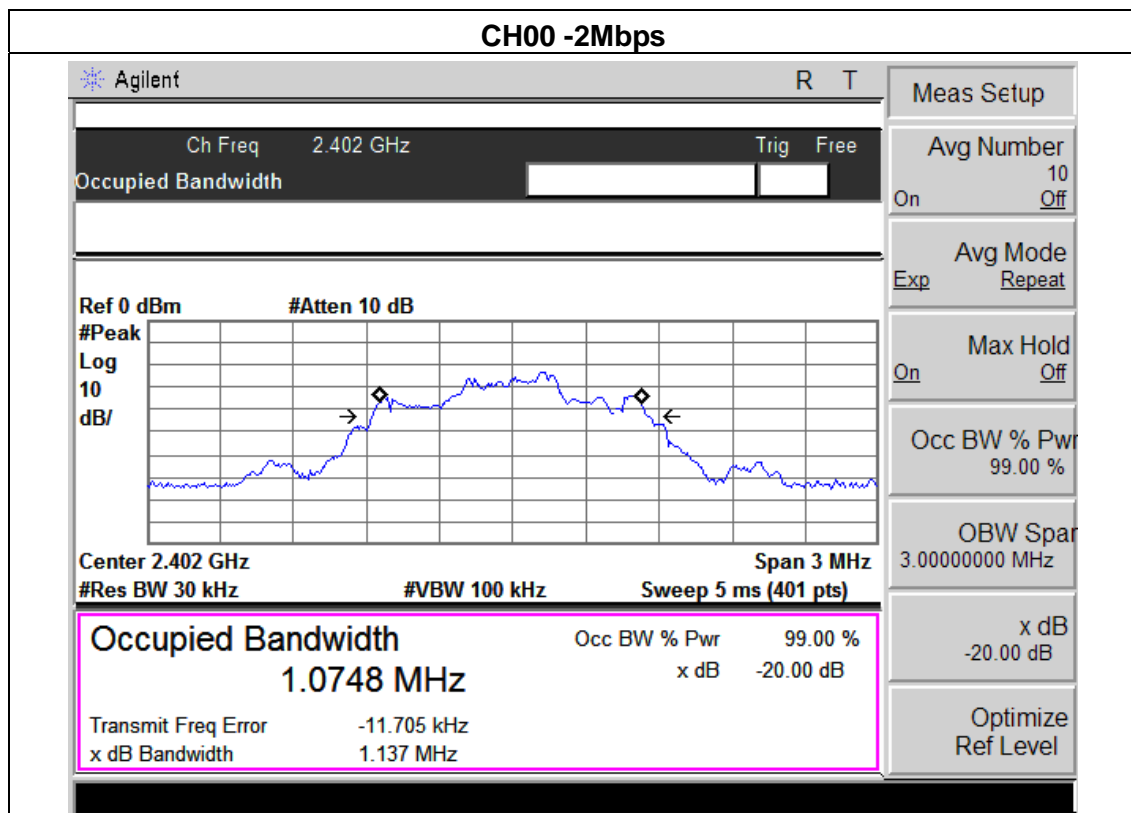 CH00 -2Mbps
Agilent R T
Ch Freq 2.402 GHz Trig Free
Occupied Bandwidth
Ref 0 dBm #Atten 10 dB
#Peak
Log
10
dB/
Center 2.402 GHz Span 3 MHz
#Res BW 30 kHz #VBW 100 kHz Sweep 5 ms (401 pts)
Occupied Bandwidth Occ BW % Pwr 99.00 %
1.0748 MHz x dB -20.00 dB
Transmit Freq Error -11.705 kHz
x dB Bandwidth 1.137 MHz
Meas Setup
Avg Number
10
On Off
Avg Mode
Exp Repeat
Max Hold
On Off
Occ BW % Pwr
99.00 %
OBW Span
3.00000000 MHz
x dB
-20.00 dB
Optimize
Ref Level